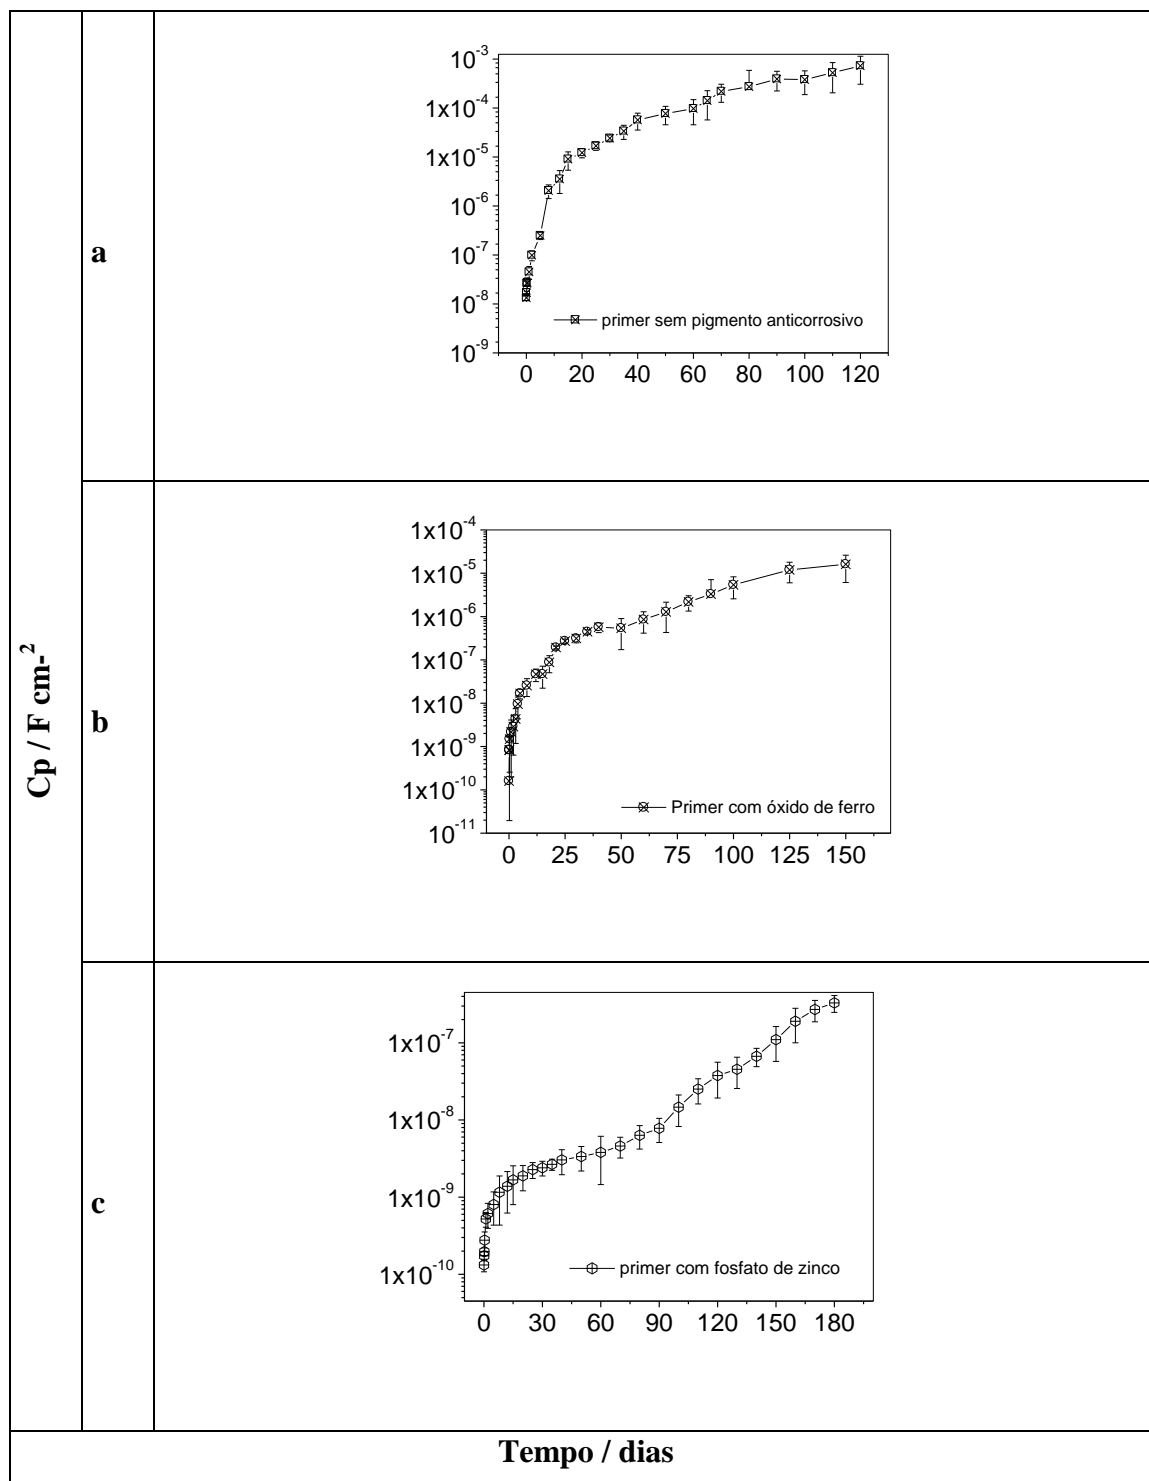 Cp / F cm-²
a
10⁻³
1x10⁻⁴
1x10⁻⁵
10⁻⁶
10⁻⁷
10⁻⁸
10⁻⁹
primer sem pigmento anticorrosivo
0 20 40 60 80 100 120
b
1x10⁻⁴
1x10⁻⁵
1x10⁻⁶
1x10⁻⁷
1x10⁻⁸
1x10⁻⁹
1x10⁻¹⁰
10⁻¹¹
Primer com óxido de ferro
0 25 50 75 100 125 150
c
1x10⁻⁷
1x10⁻⁸
1x10⁻⁹
1x10⁻¹⁰
primer com fosfato de zinco
0 30 60 90 120 150 180
Tempo / dias